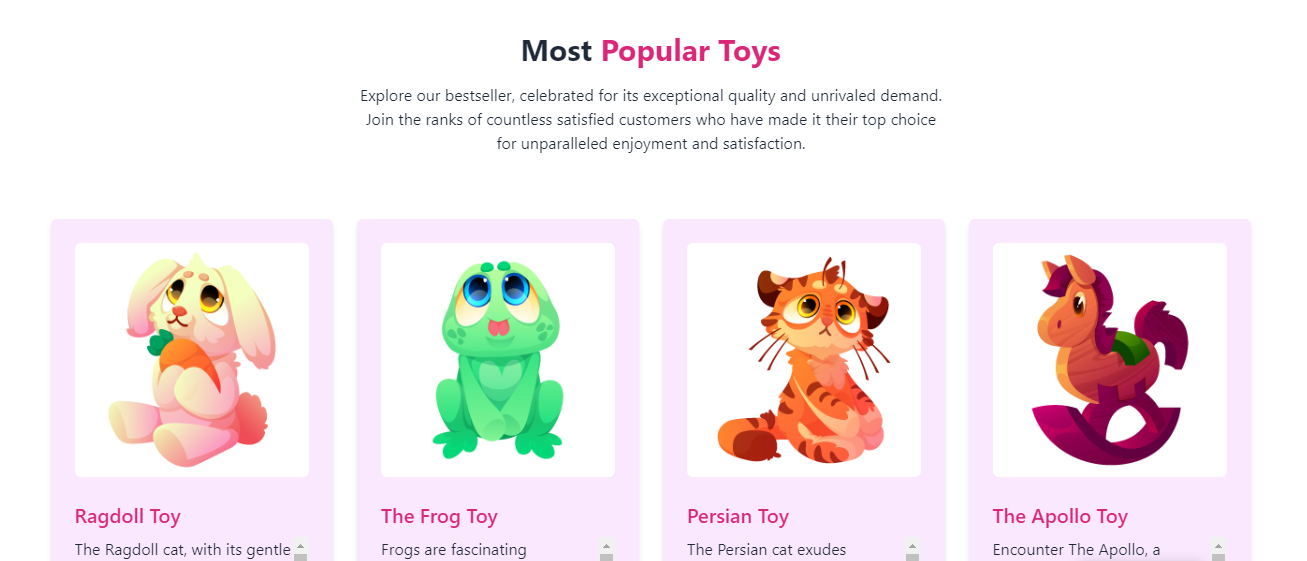 Most Popular Toys
Explore our bestseller, celebrated for its exceptional quality and unrivaled demand.
Join the ranks of countless satisfied customers who have made it their top choice
for unparalleled enjoyment and satisfaction.
Ragdoll Toy
The Ragdoll cat, with its gentle
The Frog Toy
Frogs are fascinating
Persian Toy
The Persian cat exudes
The Apollo Toy
Encounter The Apollo, a